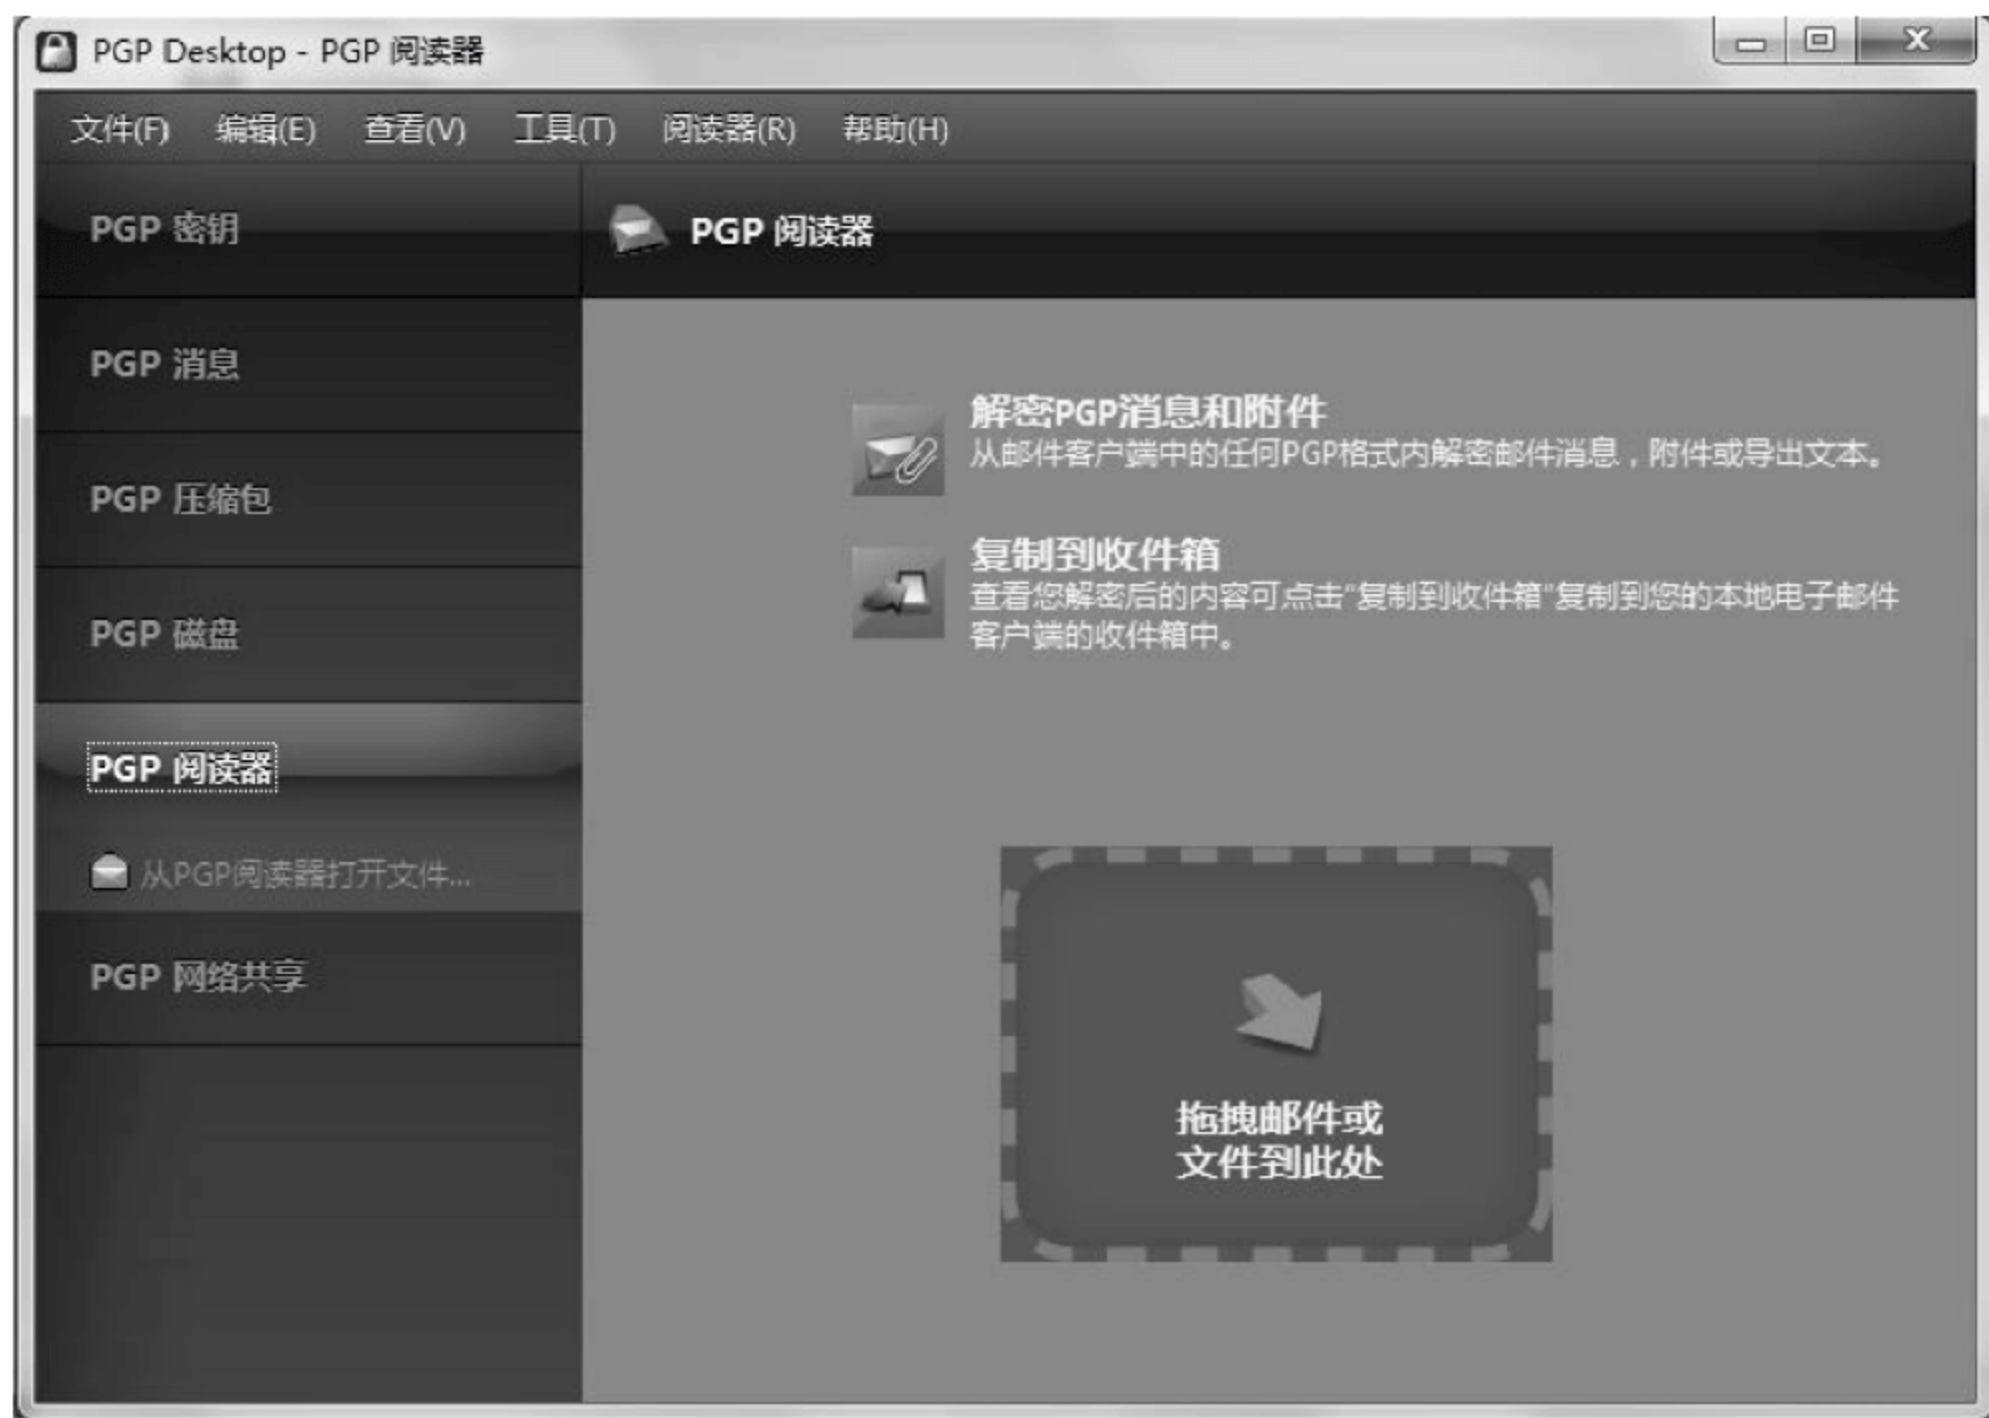 PGP Desktop - PGP 阅读器
文件(F) 编辑(E) 查看(V) 工具(T) 阅读器(R) 帮助(H)
PGP 密钥
PGP 消息
PGP 压缩包
PGP 磁盘
PGP 阅读器
从PGP阅读器打开文件...
PGP 网络共享
PGP 阅读器
解密PGP消息和附件
从邮件客户端中的任何PGP格式内解密邮件消息，附件或导出文本。
复制到收件箱
查看您解密后的内容可点击"复制到收件箱"复制到您的本地电子邮件
客户端的收件箱中。
拖拽邮件或
文件到此处